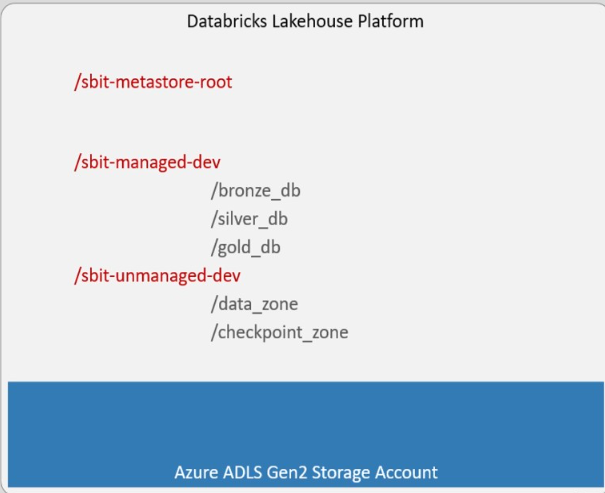 Databricks Lakehouse Platform
/sbit-metastore-root
/sbit-managed-dev
/bronze_db
/silver_db
/gold_db
/sbit-unmanaged-dev
/data_zone
/checkpoint_zone
Azure ADLS Gen2 Storage Account